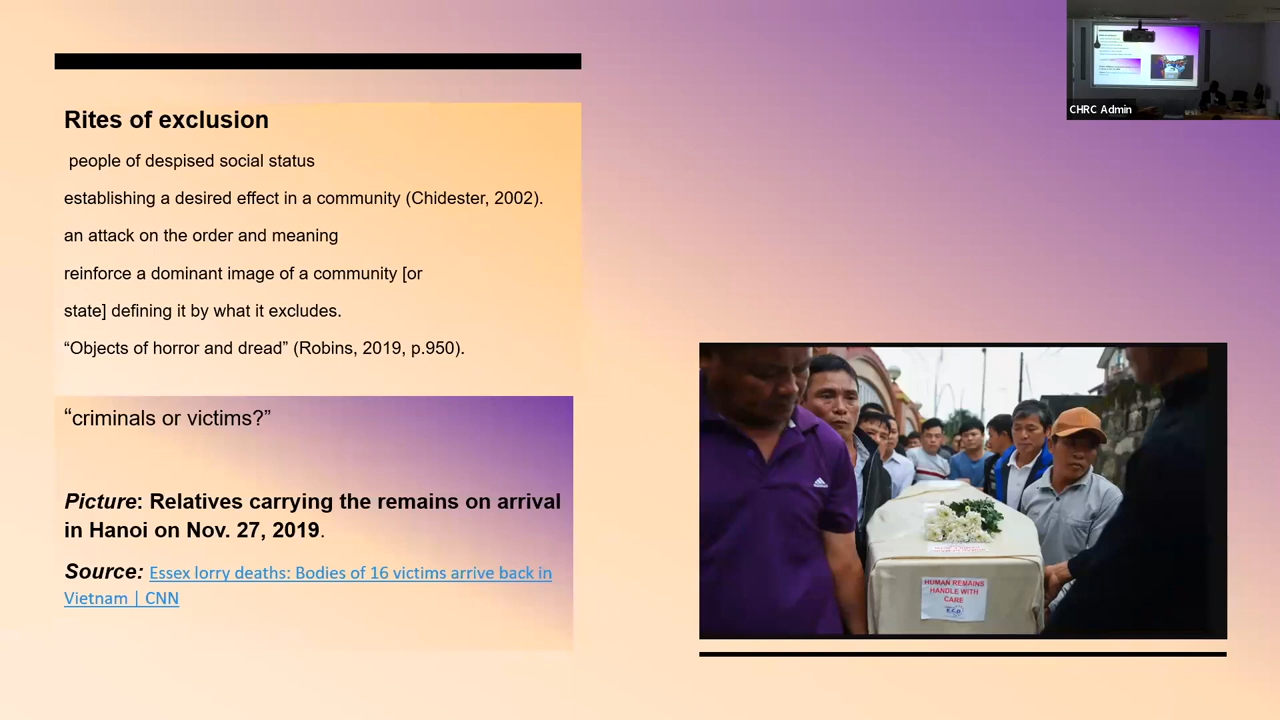 CHRC Admin
Rites of exclusion
people of despised social status
establishing a desired effect in a community (Chidester, 2002).
an attack on the order and meaning
reinforce a dominant image of a community [or
state] defining it by what it excludes.
“Objects of horror and dread” (Robins, 2019, p.950).
“criminals or victims?”
Picture: Relatives carrying the remains on arrival
in Hanoi on Nov. 27, 2019.
Source: Essex lorry deaths: Bodies of 16 victims arrive back in
Vietnam | CNN
HUMAN REMAINS
HANDLE WITH
CARE